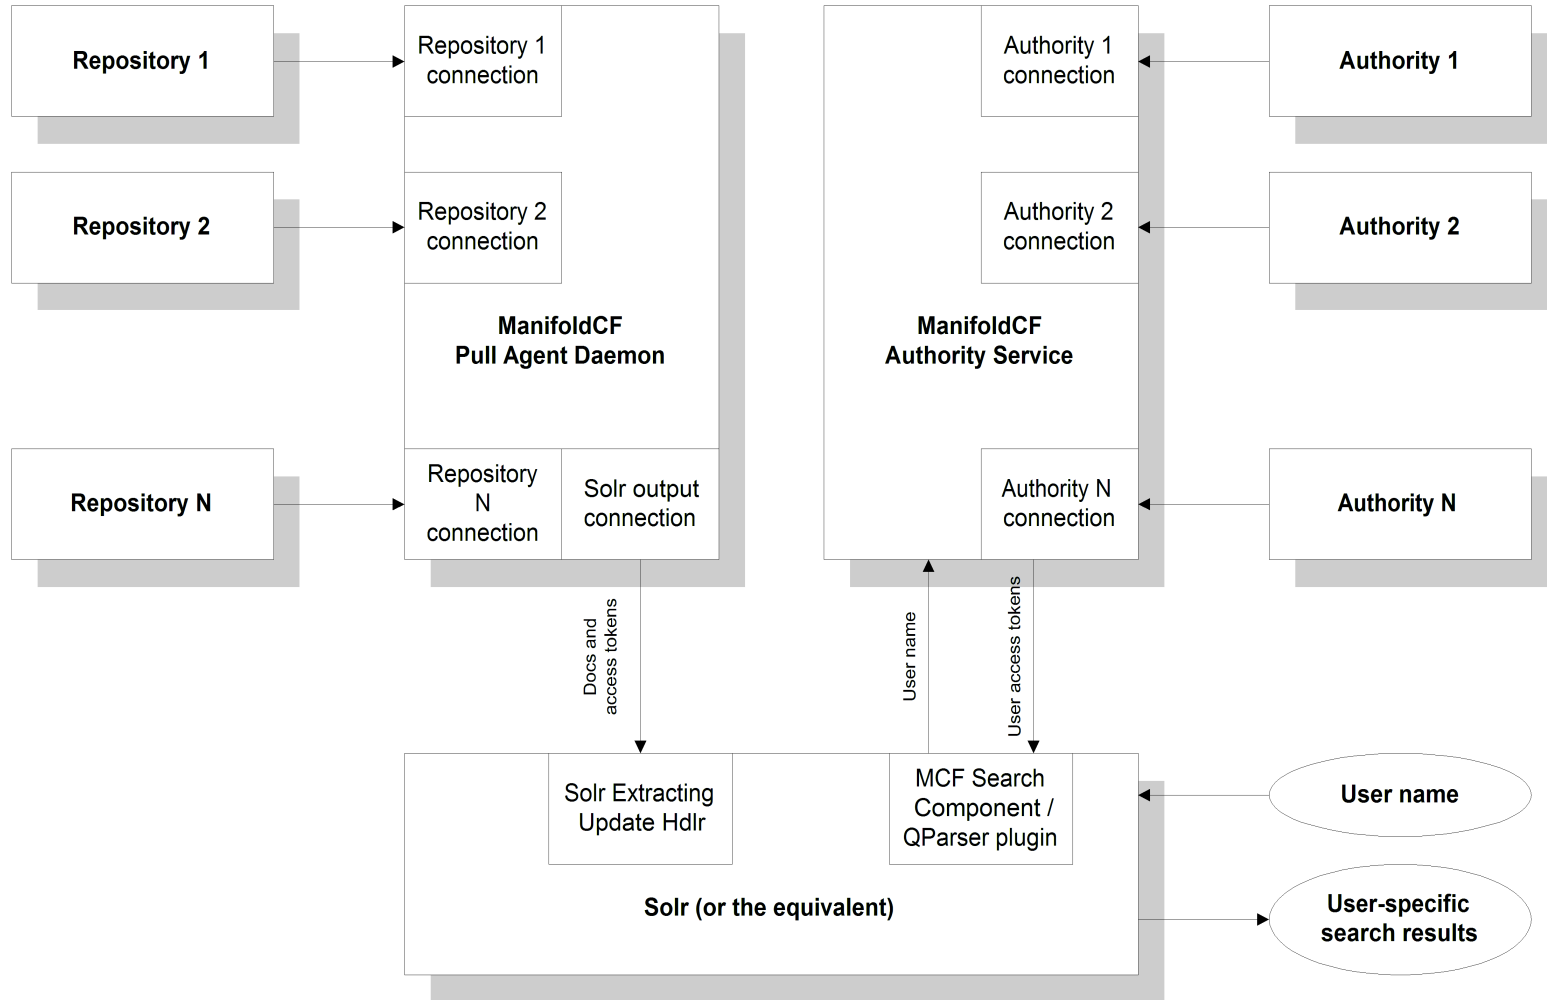 Repository 1
Repository 1
connection
Authority 1
connection
Authority 1
Repository 2
Repository 2
connection
Authority 2
connection
Authority 2
ManifoldCF
Pull Agent Daemon
ManifoldCF
Authority Service
Repository N
Repository
N
connection
Solr output
connection
Authority N
connection
Authority N
Docs and
access tokens
User name
User access tokens
Solr Extracting
Update Hdlr
MCF Search
Component /
QParser plugin
User name
Solr (or the equivalent)
User-specific
search results